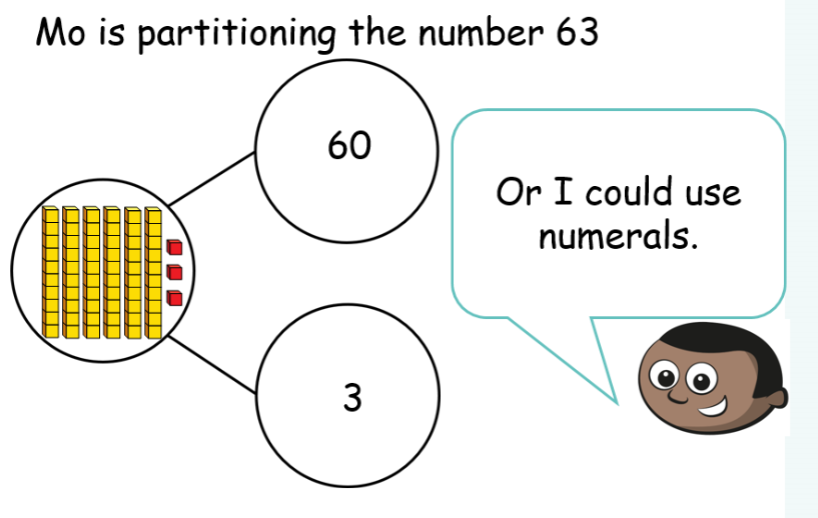 Mo is partitioning the number 63
60
Or I could use
numerals.
3